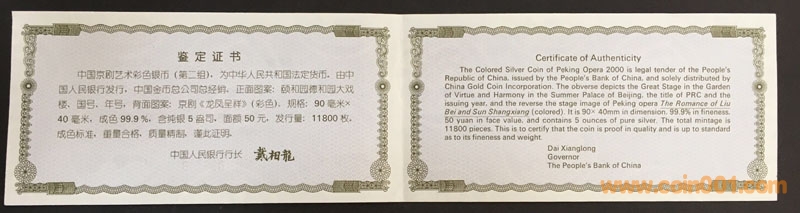 鉴定证书
中国京剧艺术彩色银币（第二组），为中华人民共和国法定货币，由中
国人民银行发行，中国金币总公司总经销。正面图案：颐和园德和园大戏
楼、国号、年号，背面图案：京剧《龙凤呈祥》（彩色）。规格：90 毫米×
40 毫米，成色 99.9%，含纯银 5 盎司，面额 50 元，发行量：11800 枚，
成色标准，重量合格，质量精制，谨此证明。
中国人民银行行长 戴相龍
Certificate of Authenticity
The Colored Silver Coin of Peking Opera 2000 is legal tender of the People's
Republic of China, issued by the People's Bank of China, and solely distributed by
China Gold Coin Incorporation. The obverse depicts the Great Stage in the Garden
of Virtue and Harmony in the Summer Palace of Beijing, the title of PRC and the
issuing year, and the reverse the stage image of Peking opera The Romance of Liu
Bei and Sun Shangxiang (colored). It is 90× 40mm in dimension. 99.9% in fineness.
50 yuan in face value, and contains 5 ounces of pure silver. The total mintage is
11800 pieces. This is to certify that the coin is proof in quality and is up to standard
as to its fineness and weight.
Dai Xianglong
Governor
The People's Bank of China
www.coin001.com